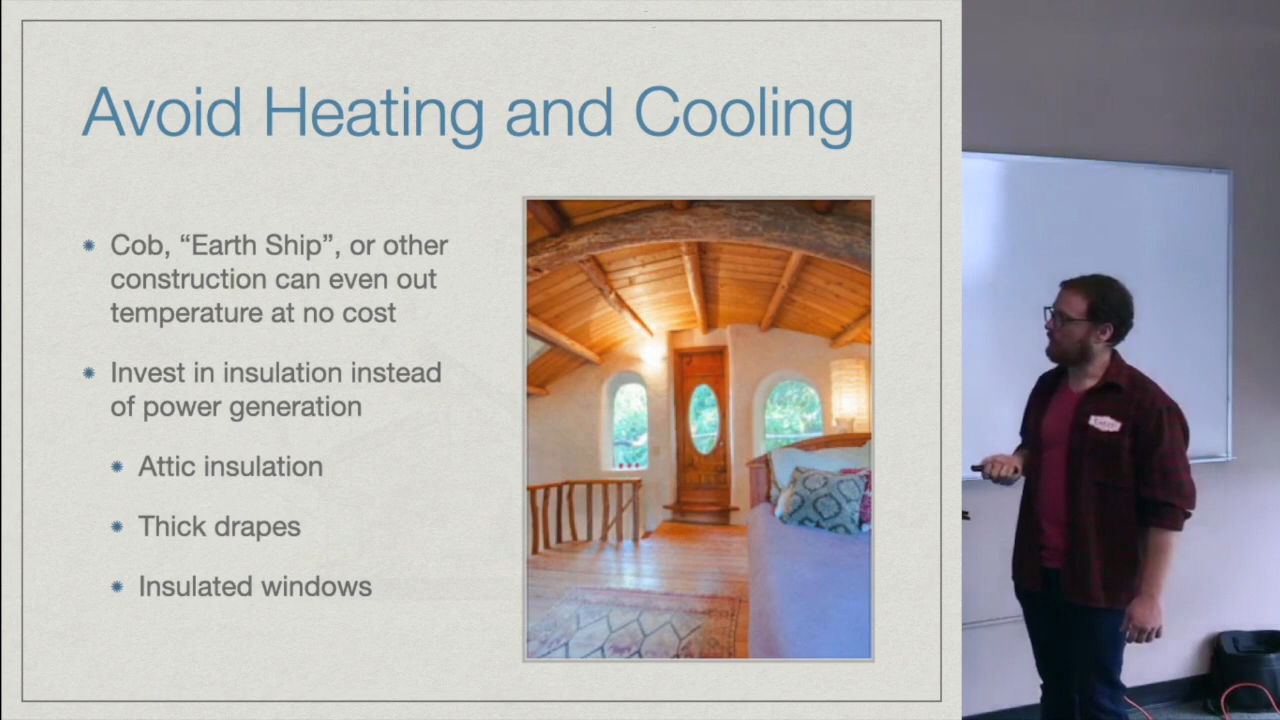 Avoid Heating and Cooling
Cob, “Earth Ship”, or other
construction can even out
temperature at no cost
Invest in insulation instead
of power generation
Attic insulation
Thick drapes
Insulated windows